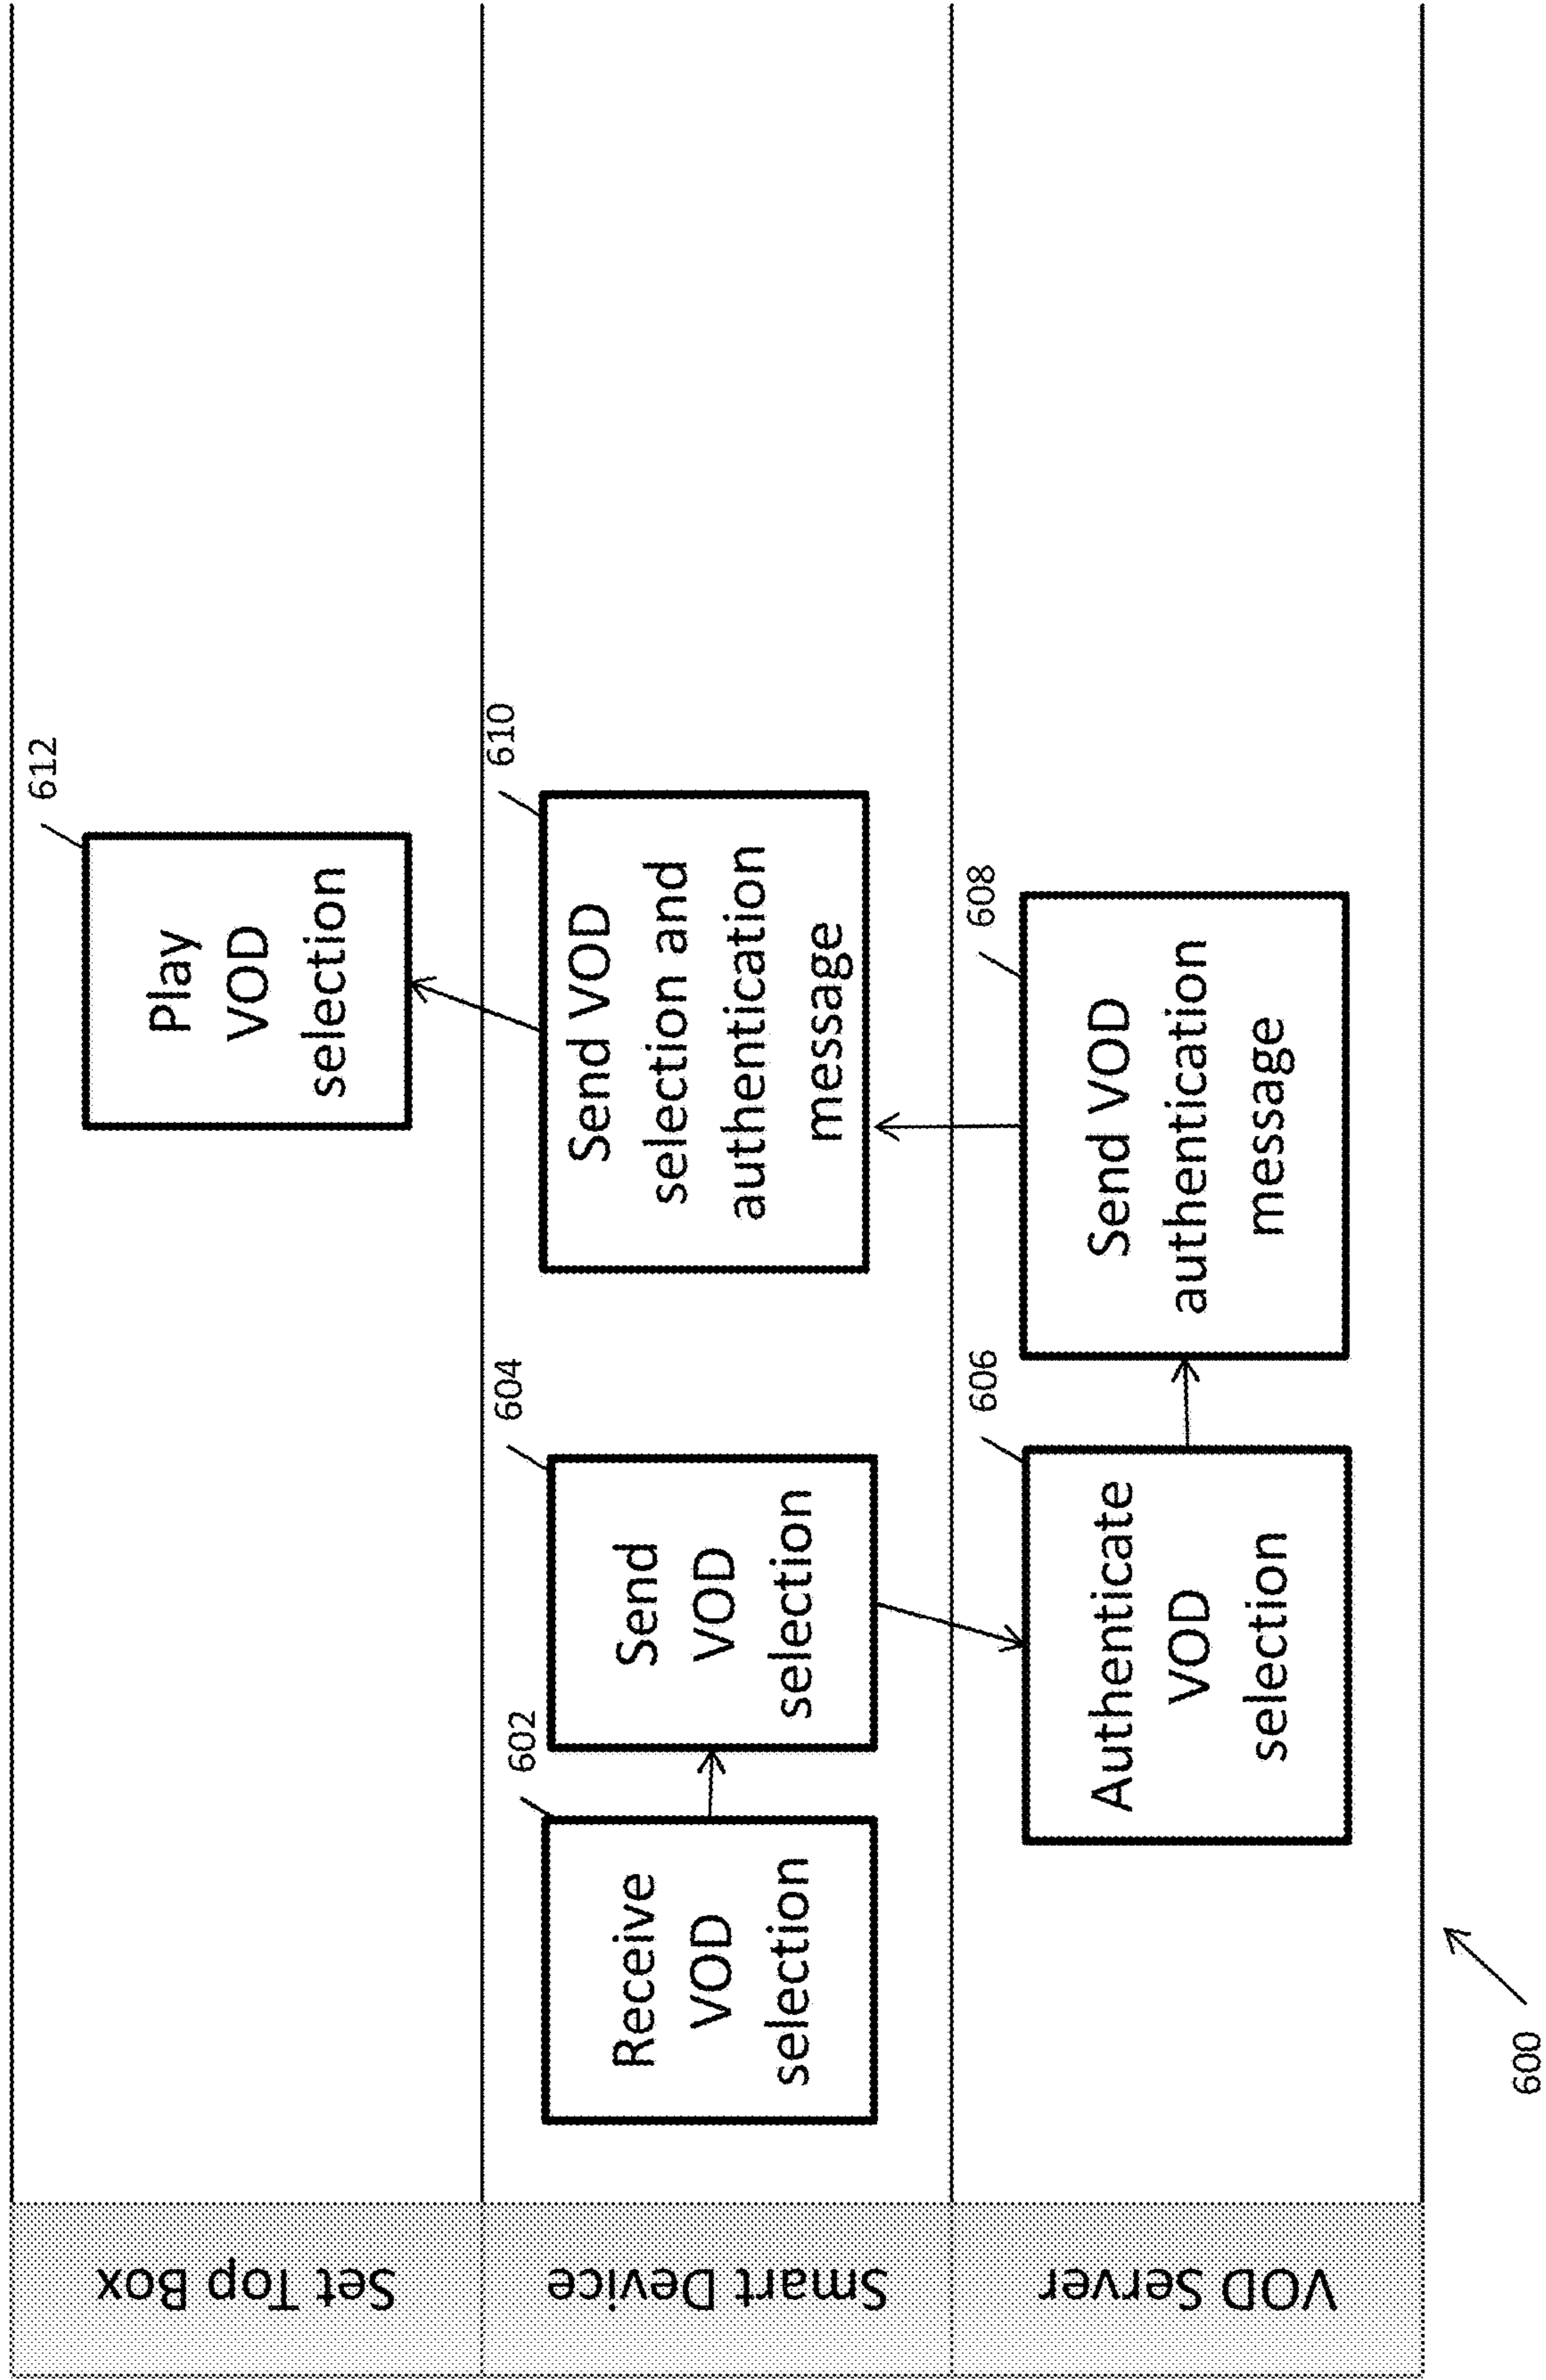 Set Top Box
612
Play
VOD
selection
Smart Device
602
Receive
VOD
selection
604
Send
VOD
selection
610
Send VOD
selection and
authentication
message
VOD Server
606
Authenticate
VOD
selection
608
Send VOD
authentication
message
600